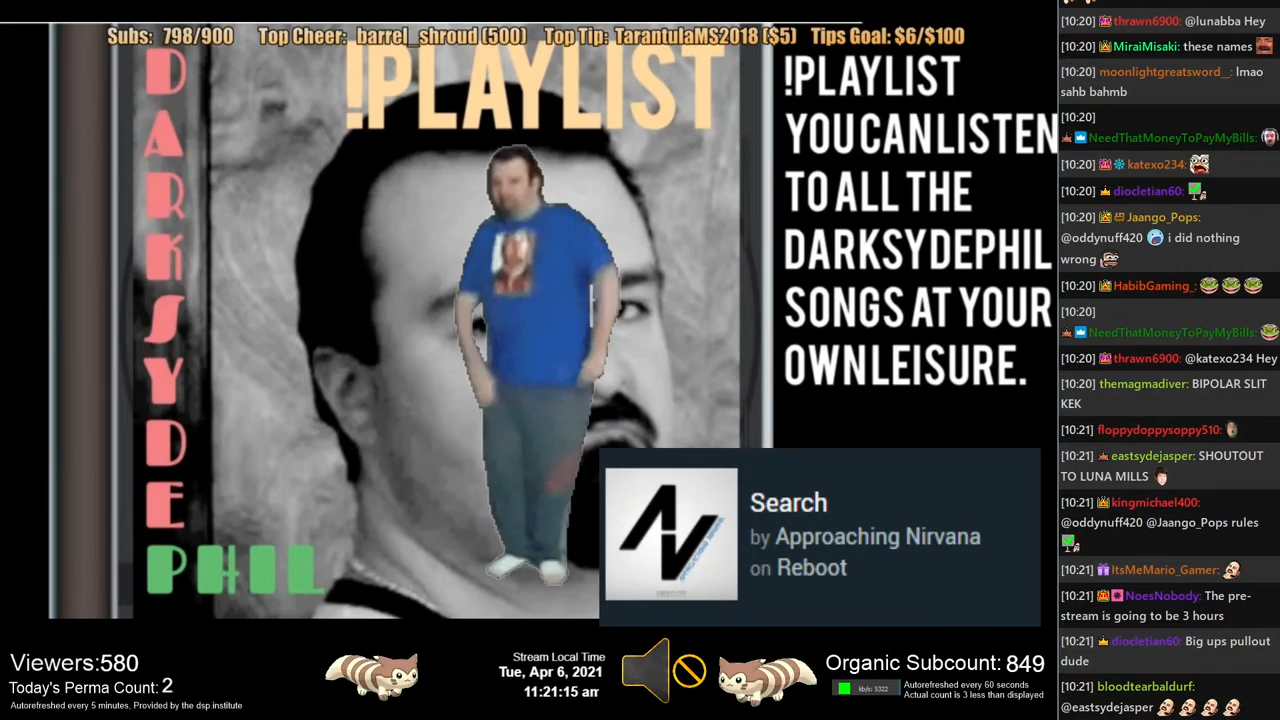 Subs: 798/900 Top Cheer: barrel_shroud (500) Top Tip: TarantulaMS2018 ($5) Tips Goal: $6/$100
DARKSYDE
PHIL
!PLAYLIST
!PLAYLIST
YOU CAN LISTEN
TO ALL THE
DARKSYDEPHIL
SONGS AT YOUR
OWN LEISURE.
Search
by Approaching Nirvana
on Reboot
Viewers:580
Today's Perma Count: 2
Autorefreshed every 5 minutes, Provided by the dsp institute
Stream Local Time
Tue, Apr 6, 2021
11:21:15 am
Organic Subcount: 849
kb/s: 5322
Autorefreshed every 60 seconds
Actual count is 3 less than displayed
[10:20] thrawn6900: @lunabba Hey
[10:20] MiraiMisaki: these names
[10:20] moonlightgreatsword_: lmao
sahb bahmb
[10:20]
NeedThatMoneyToPayMyBills:
[10:20] katexo234:
[10:20] diocletian60:
[10:20] Jaango_Pops:
@oddynuff420 i did nothing
wrong
[10:20] HabibGaming_:
[10:20]
NeedThatMoneyToPayMyBills:
[10:20] thrawn6900: @katexo234 Hey
[10:20] themagmadiver: BIPOLAR SLIT
KEK
[10:21] floppydoppysoppy510:
[10:21] eastsydejasper: SHOUTOUT
TO LUNA MILLS
[10:21] kingmichael400:
@oddynuff420 @Jaango_Pops rules
[10:21] ItsMeMario_Gamer:
[10:21] NoesNobody: The pre-
stream is going to be 3 hours
[10:21] diocletian60: Big ups pullout
dude
[10:21] bloodtearbaldurf:
@eastsydejasper